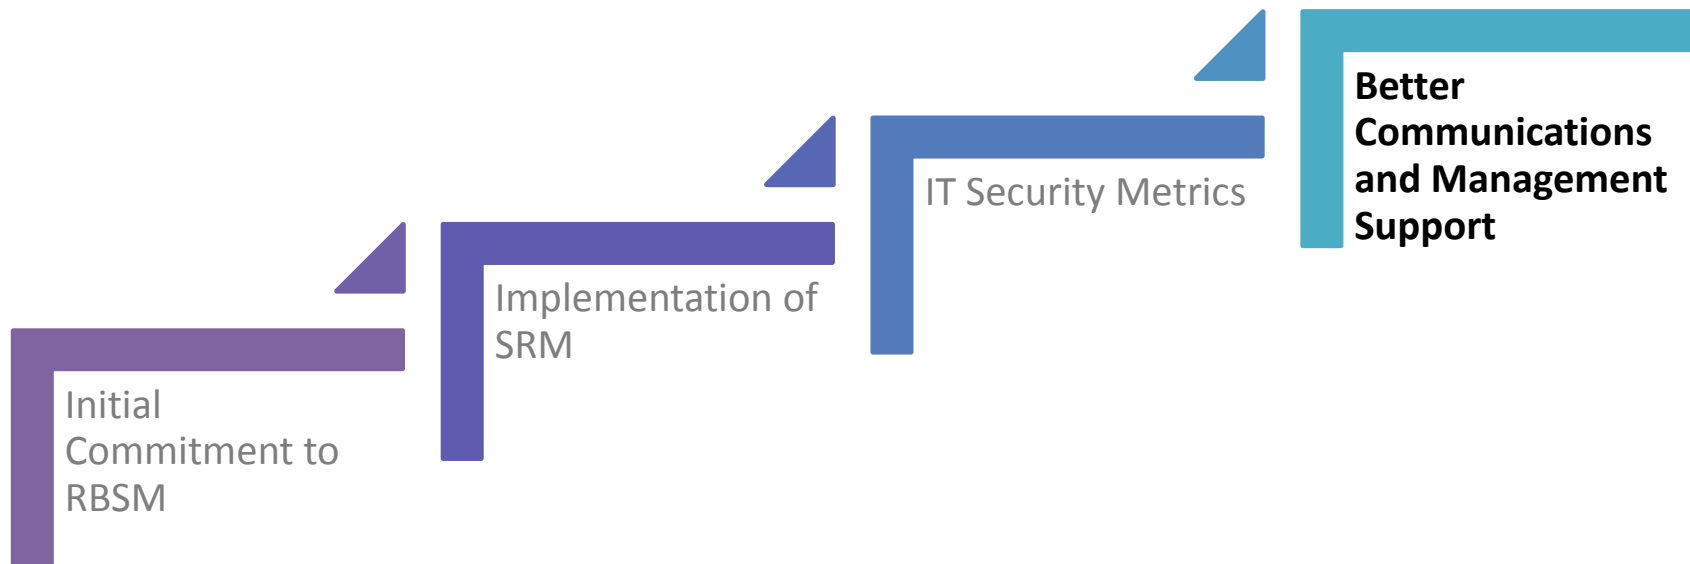 Initial
Commitment to
RBSM
Implementation of
SRM
IT Security Metrics
Better
Communications
and Management
Support